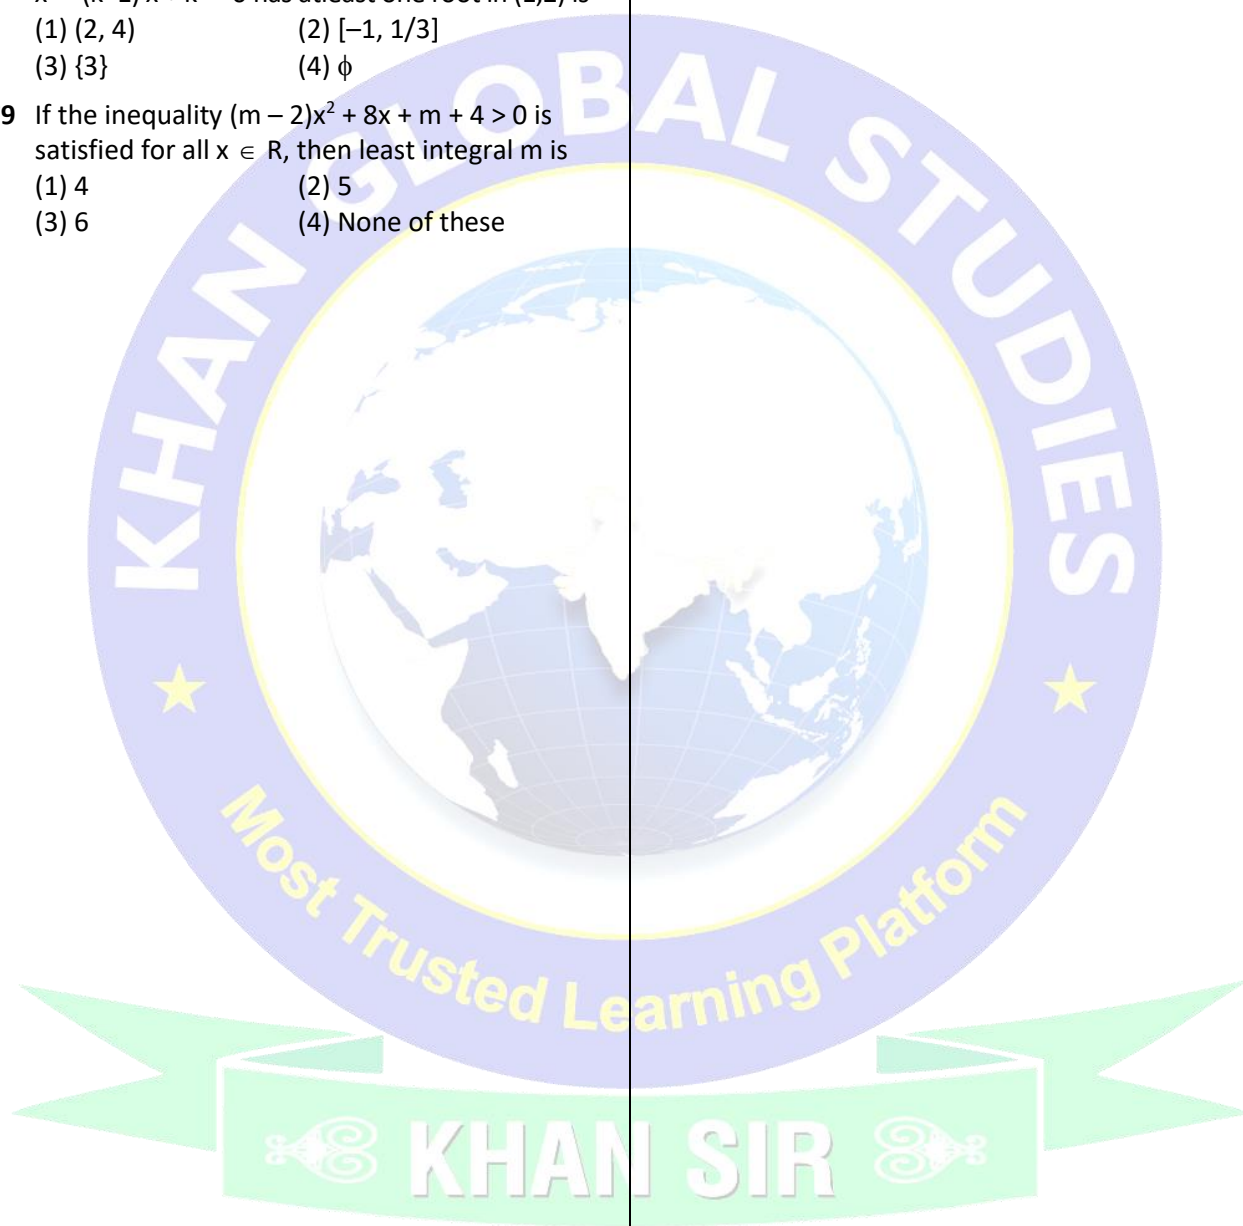 (1) (2, 4) (2) [–1, 1/3]
(3) {3} (4) ϕ
9 If the inequality (m – 2)x² + 8x + m + 4 > 0 is
satisfied for all x ∈ R, then least integral m is
(1) 4 (2) 5
(3) 6 (4) None of these
KHAN GLOBAL STUDIES
Most Trusted Learning Platform
KHAN SIR